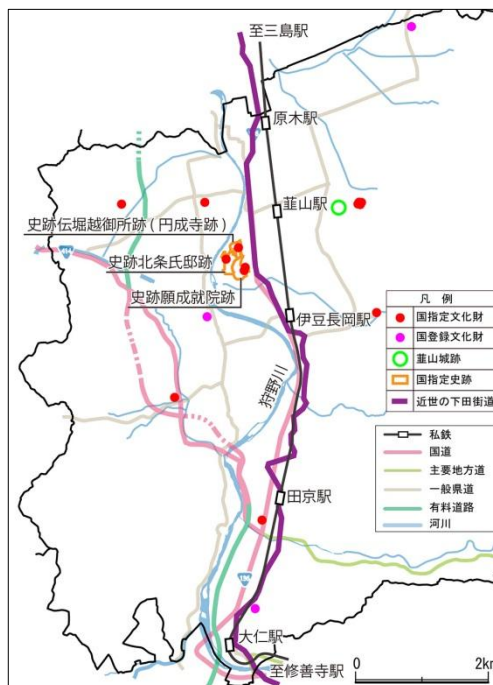 至三島駅
原木駅
韮山駅
史跡伝堀越御所跡(円成寺跡)
414
史跡北条氏邸跡
史跡願成就院跡
伊豆長岡駅
狩野川
田京駅
136
大仁駅
至修善寺駅
凡 例
国指定文化財
国登録文化財
韮山城跡
国指定史跡
近世の下田街道
私鉄
国道
主要地方道
一般県道
有料道路
河川
0
2km